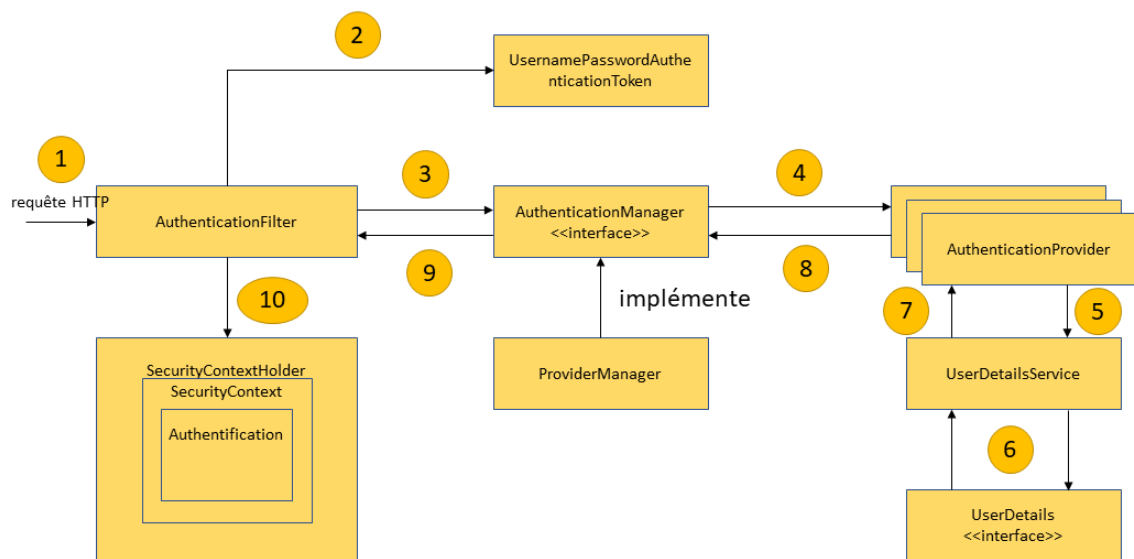 2
UsernamePasswordAuthe
nticationToken
1
requête HTTP
AuthenticationFilter
3
AuthenticationManager
<<interface>>
4
AuthenticationProvider
9
8
10
implémente
7
5
SecurityContextHolder
SecurityContext
Authentification
ProviderManager
UserDetailsService
6
UserDetails
<<interface>>